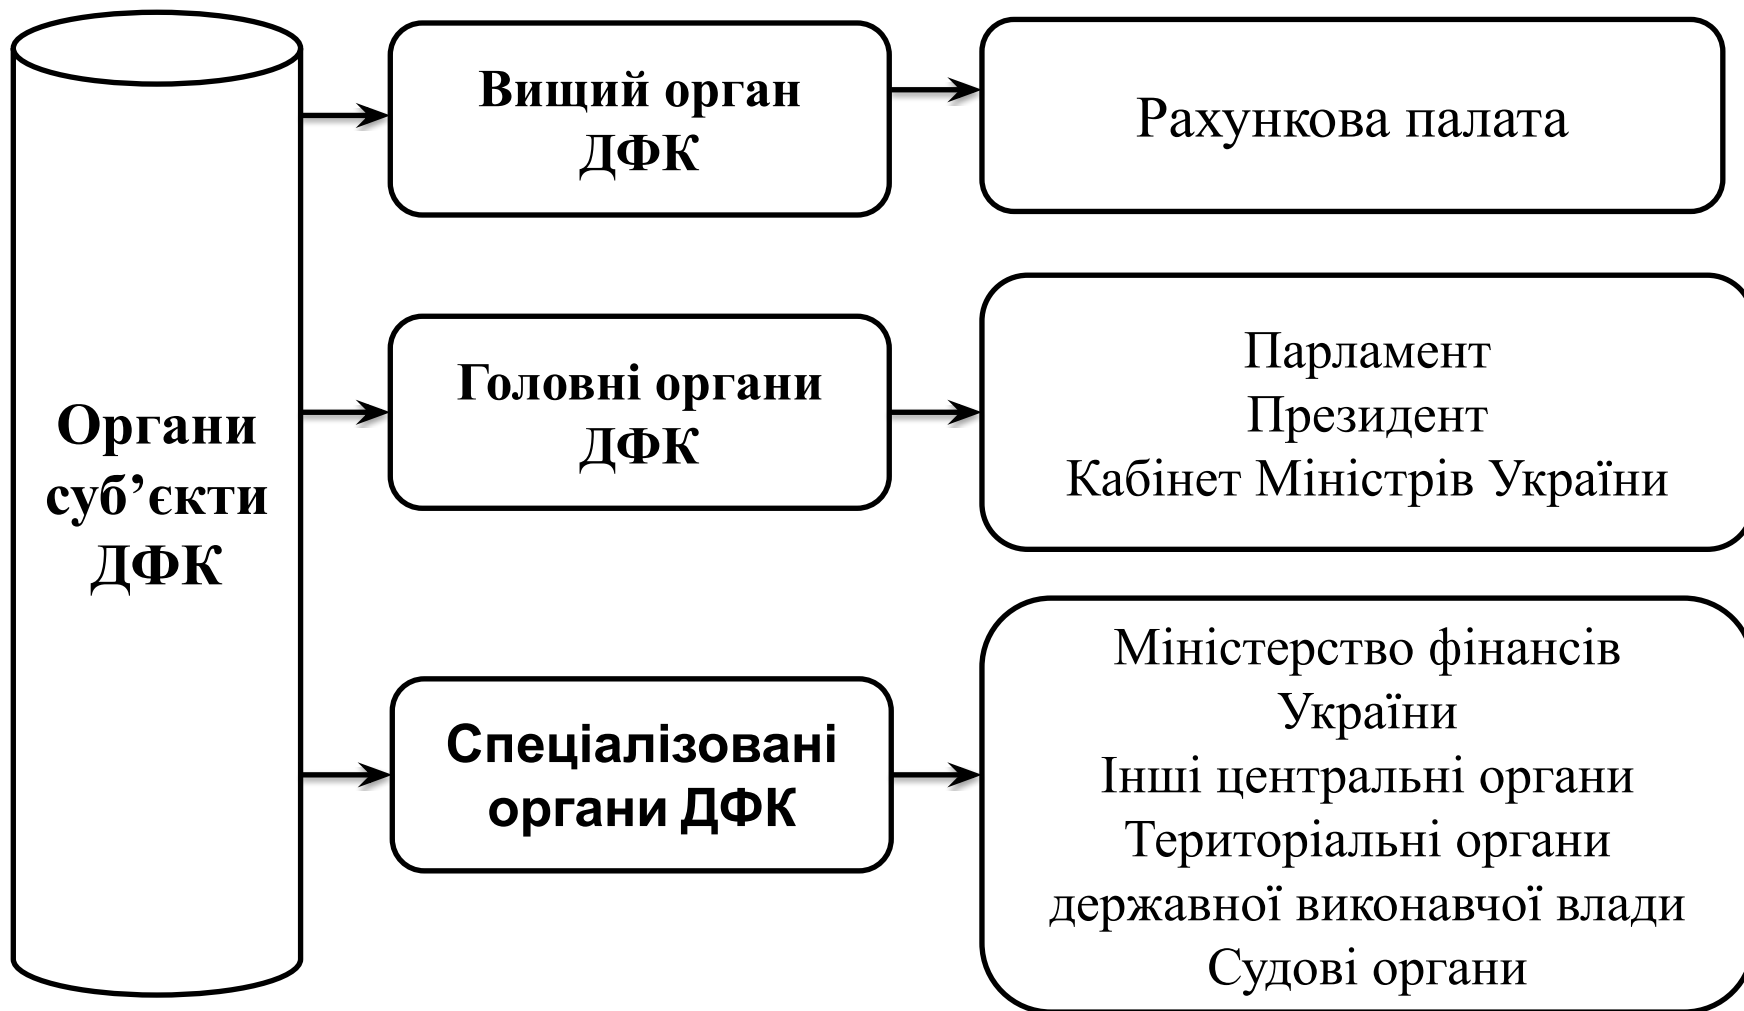 Органи
суб’єкти
ДФК
Вищий орган
ДФК
Рахункова палата
Головні органи
ДФК
Парламент
Президент
Кабінет Міністрів України
Спеціалізовані
органи ДФК
Міністерство фінансів
України
Інші центральні органи
Територіальні органи
державної виконавчої влади
Судові органи